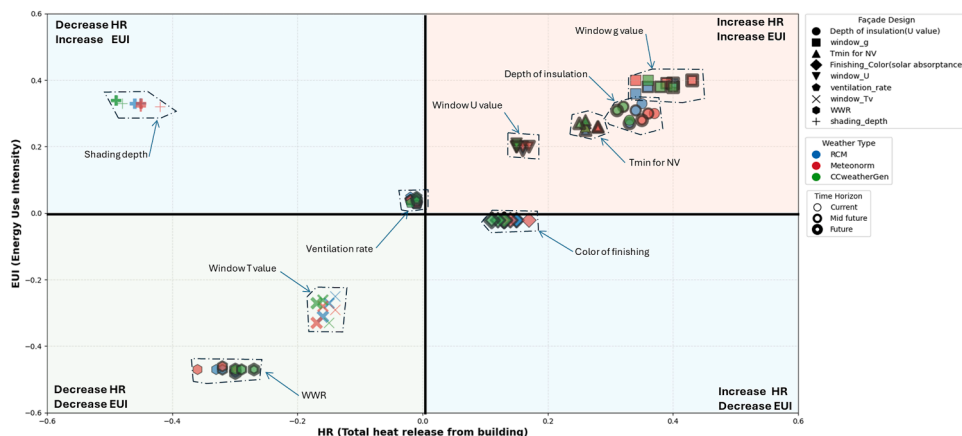 Decrease HR
Increase EUI
Increase HR
Increase EUI
Window g value
Depth of insulation
Window U value
Shading depth
Tmin for NV
Ventilation rate
Color of finishing
Window T value
WWR
Decrease HR
Decrease EUI
Increase HR
Decrease EUI
EUI (Energy Use Intensity)
0.6
0.4
0.2
0.0
−0.2
−0.4
−0.6
−0.6
−0.4
−0.2
0.0
0.2
0.4
0.6
HR (Total heat release from building)
Façade Design
Depth of insulation(U value)
window_g
Tmin for NV
Finishing_Color(solar absorptance
window_U
ventilation_rate
window_Tv
WWR
shading_depth
Weather Type
RCM
Meteonorm
CCweatherGen
Time Horizon
Current
Mid future
Future